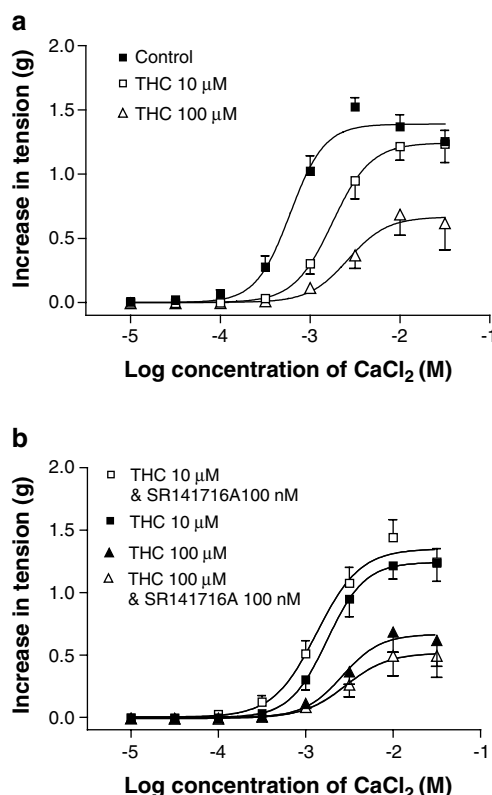 a
Increase in tension (g)
2.0
1.5
1.0
0.5
0.0
Control
THC 10 μM
THC 100 μM
-5
-4
-3
-2
-1
Log concentration of CaCl₂ (M)
b
Increase in tension (g)
2.0
1.5
1.0
0.5
0.0
THC 10 μM
& SR141716A100 nM
THC 10 μM
THC 100 μM
THC 100 μM
& SR141716A 100 nM
-5
-4
-3
-2
-1
Log concentration of CaCl₂ (M)